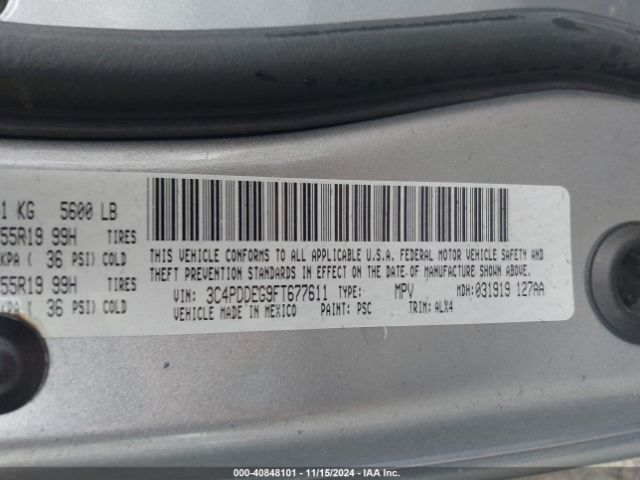 1 KG 5600 LB
55R19 99H TIRES
KPA ( 36 PSI) COLD
55R19 99H TIRES
KPA ( 36 PSI) COLD
THIS VEHICLE CONFORMS TO ALL APPLICABLE U.S.A. FEDERAL MOTOR VEHICLE SAFETY AND
THEFT PREVENTION STANDARDS IN EFFECT ON THE DATE OF MANUFACTURE SHOWN ABOVE.
VIN: 3C4PDDEG9FT677611 TYPE: MPV MDH: 031919 127AA
VEHICLE MADE IN MEXICO PAINT: PSC TRIM: ALX4
000-40848101 - 11/15/2024 - IAA Inc.